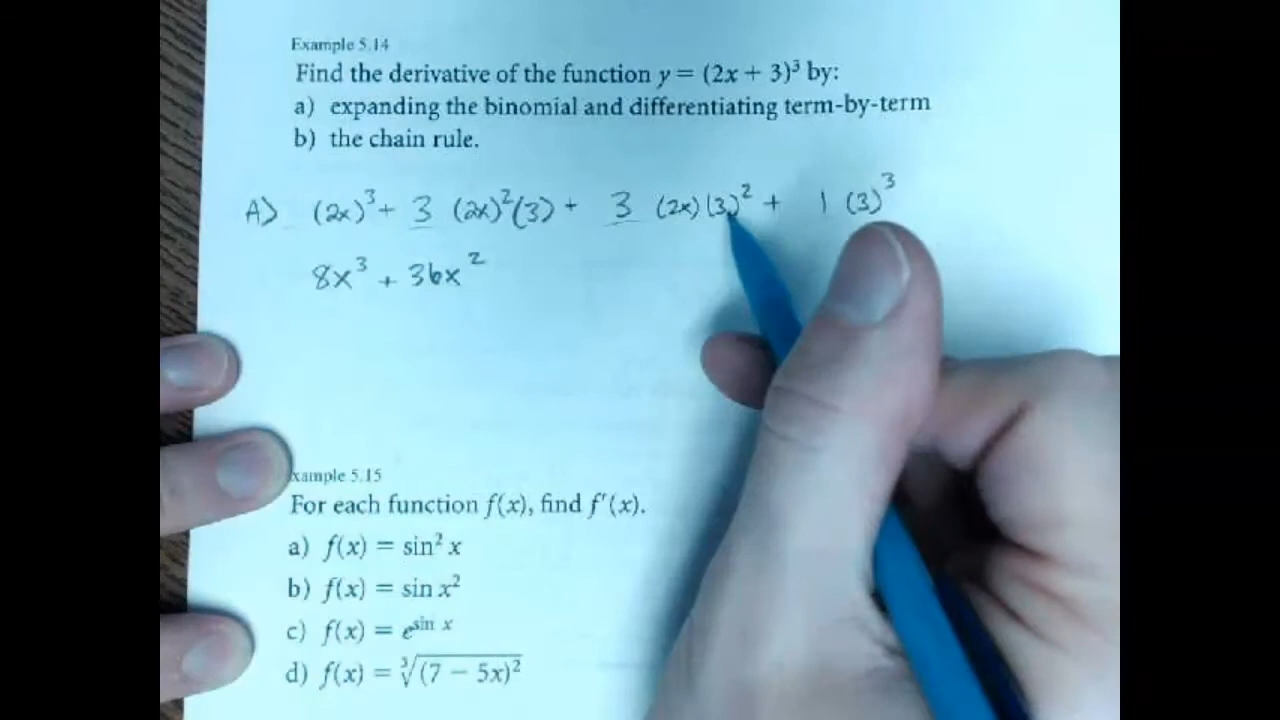 Example 5.14
Find the derivative of the function y = (2x + 3)³ by:
a) expanding the binomial and differentiating term-by-term
b) the chain rule.
A) (2x)³ + 3 (2x)²(3) + 3 (2x)(3)² + 1 (3)³
8x³ + 36x²
xample 5.15
For each function f(x), find f′(x).
a) f(x) = sin² x
b) f(x) = sin x²
c) f(x) = e^{sin x}
d) f(x) = ∛(7 − 5x)²